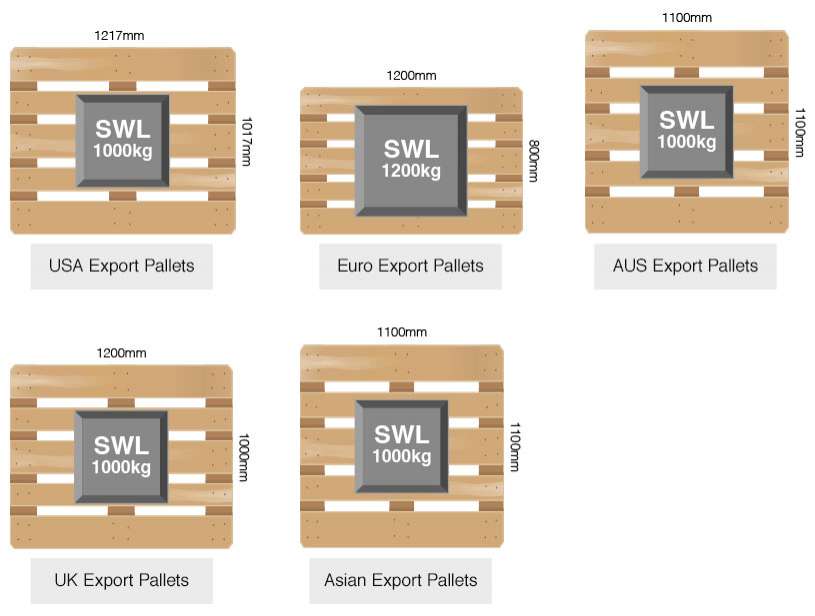 1217mm
SWL
1000kg
1017mm
USA Export Pallets
1200mm
SWL
1200kg
800mm
Euro Export Pallets
1100mm
SWL
1000kg
1100mm
AUS Export Pallets
1200mm
SWL
1000kg
1000mm
UK Export Pallets
1100mm
SWL
1000kg
1100mm
Asian Export Pallets